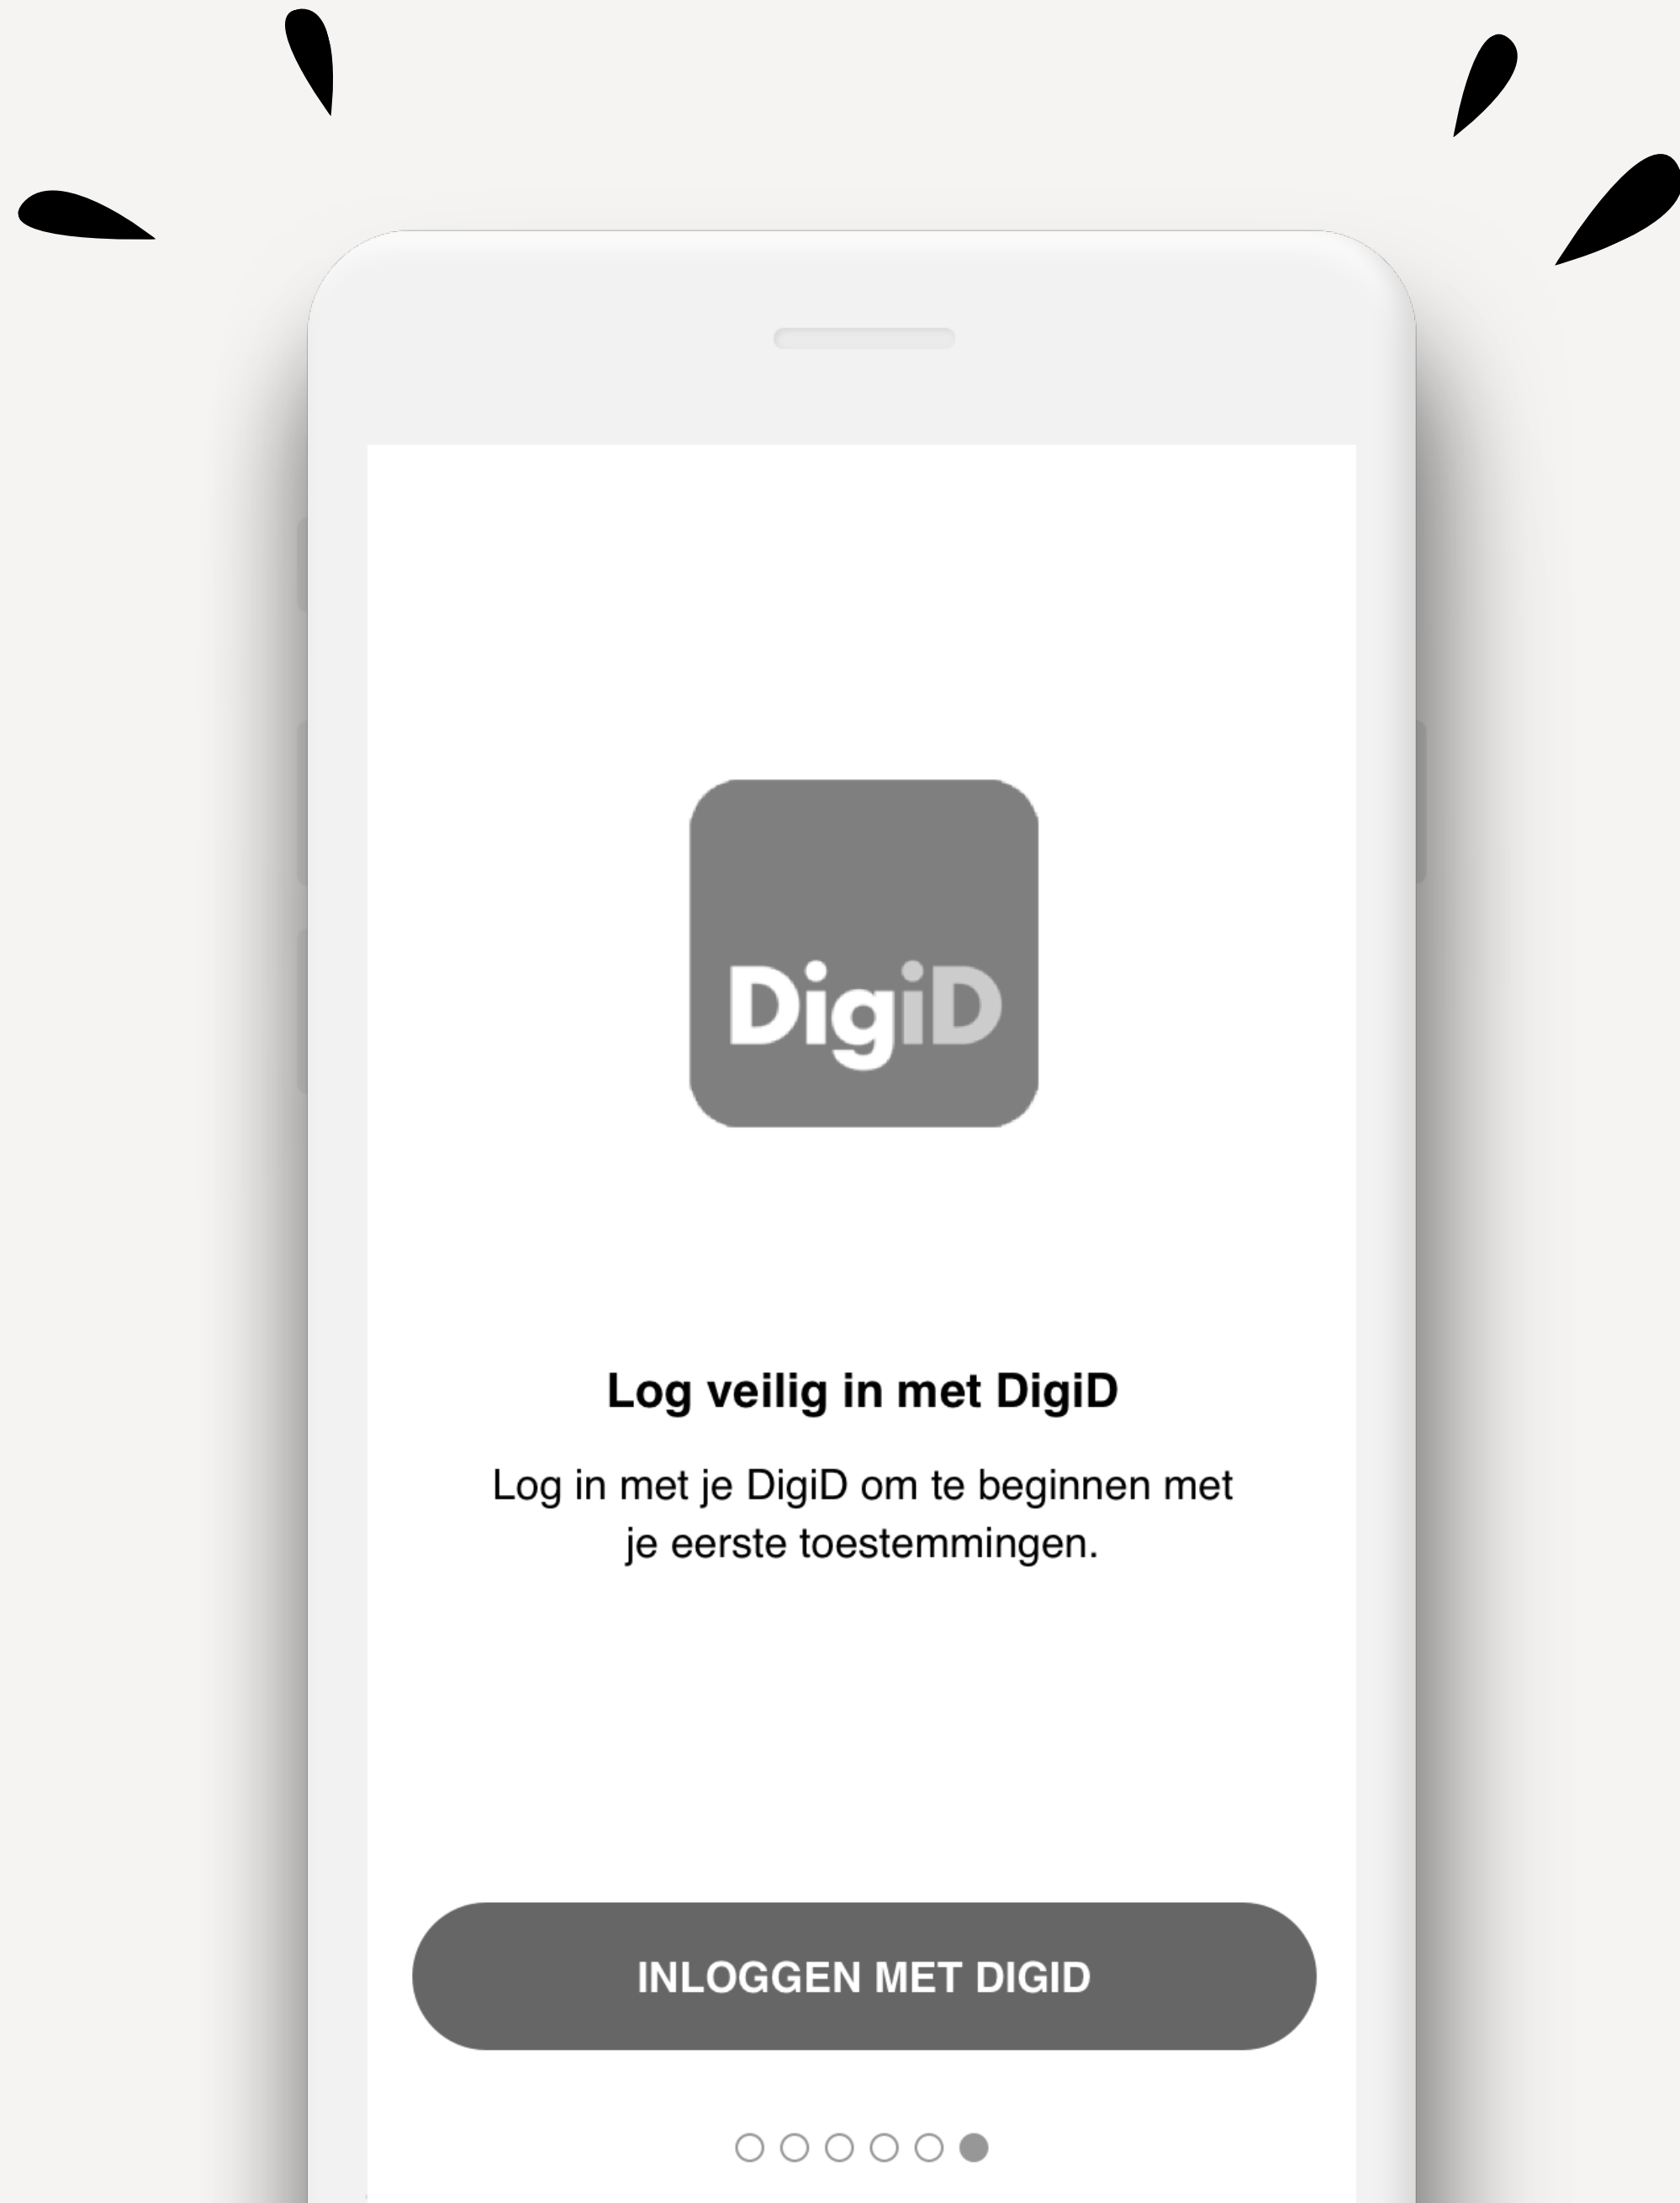 DigiD
Log veilig in met DigiD
Log in met je DigiD om te beginnen met
je eerste toestemmingen.
INLOGGEN MET DIGID